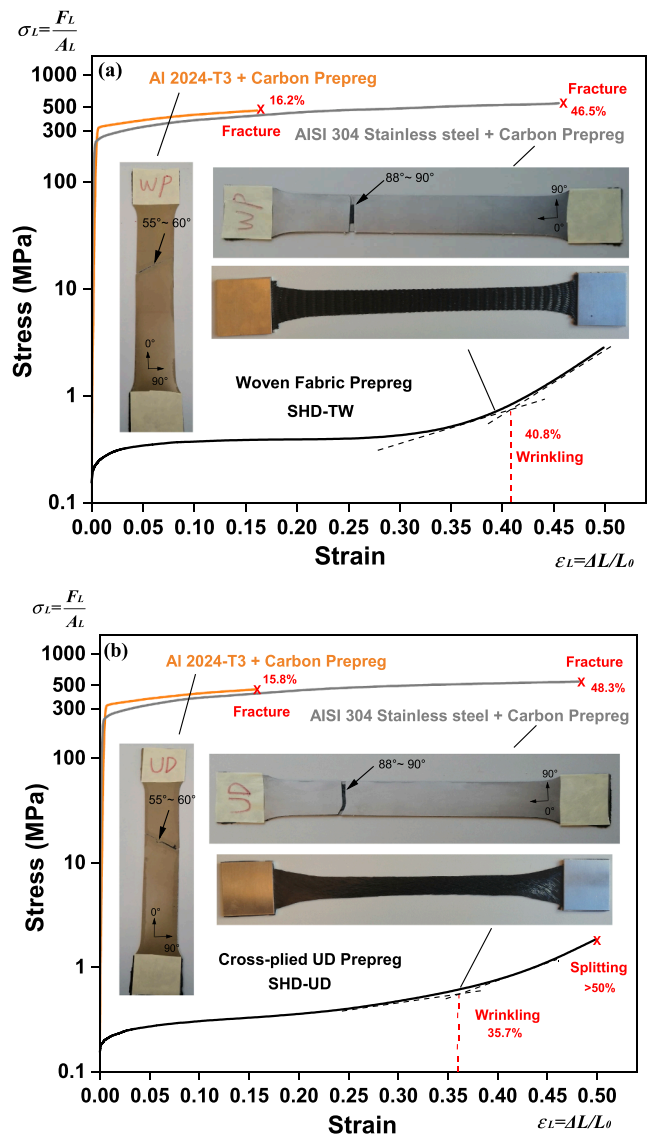 σL=FL/AL
(a)
1000
Al 2024-T3 + Carbon Prepreg
16.2%
Fracture
500
Fracture
46.5%
300
AISI 304 Stainless steel + Carbon Prepreg
100
WP
88°~ 90°
90°
0°
WP
55°~ 60°
0°
90°
Stress (MPa)
10
Woven Fabric Prepreg
SHD-TW
1
40.8%
Wrinkling
0.1
0.00 0.05 0.10 0.15 0.20 0.25 0.30 0.35 0.40 0.45 0.50
Strain
εL=ΔL/L0
σL=FL/AL
(b)
1000
Al 2024-T3 + Carbon Prepreg
15.8%
Fracture
500
Fracture
48.3%
300
AISI 304 Stainless steel + Carbon Prepreg
100
UD
88°~ 90°
90°
0°
UD
55°~ 60°
0°
90°
Stress (MPa)
10
Cross-plied UD Prepreg
SHD-UD
1
Splitting
>50%
Wrinkling
35.7%
0.1
0.00 0.05 0.10 0.15 0.20 0.25 0.30 0.35 0.40 0.45 0.50
Strain
εL=ΔL/L0